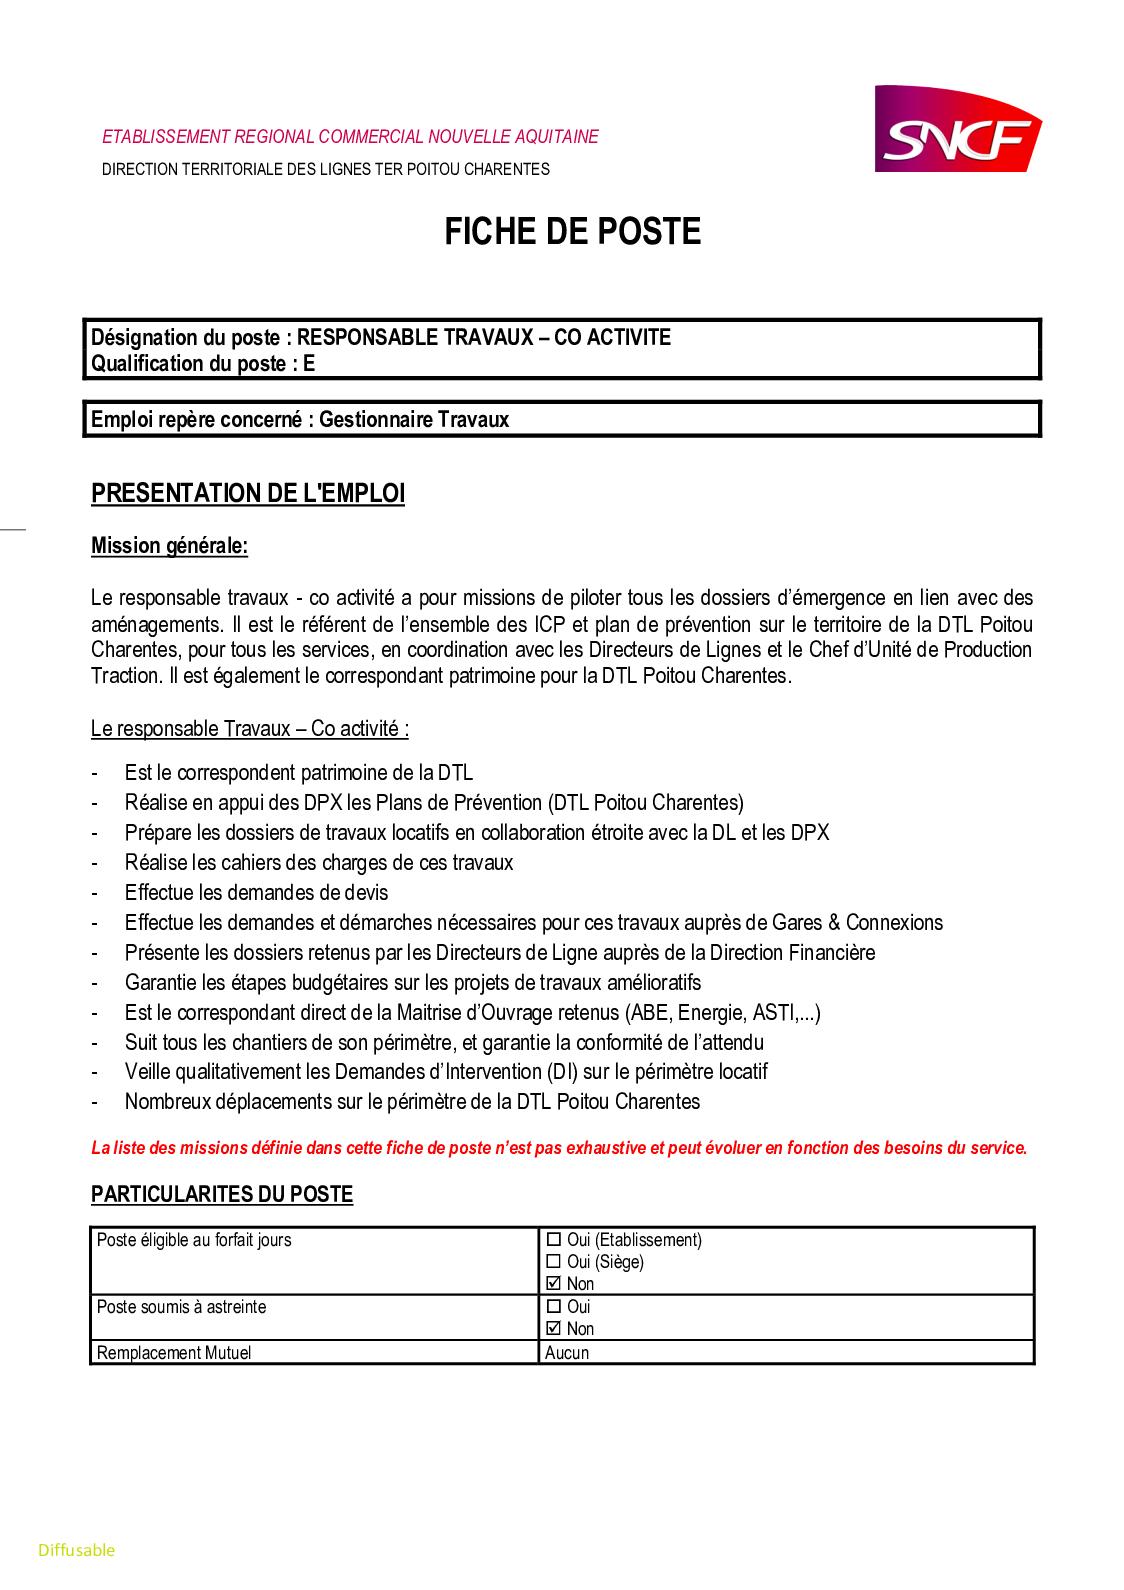 ETABLISSEMENT REGIONAL COMMERCIAL NOUVELLE AQUITAINE
SNCF
DIRECTION TERRITORIALE DES LIGNES TER POITOU CHARENTES
FICHE DE POSTE
Désignation du poste : RESPONSABLE TRAVAUX – CO ACTIVITE
Qualification du poste : E
Emploi repère concerné : Gestionnaire Travaux
PRESENTATION DE L'EMPLOI
Mission générale:
Le responsable travaux - co activité a pour missions de piloter tous les dossiers d’émergence en lien avec des
aménagements. Il est le référent de l’ensemble des ICP et plan de prévention sur le territoire de la DTL Poitou
Charentes, pour tous les services, en coordination avec les Directeurs de Lignes et le Chef d’Unité de Production
Traction. Il est également le correspondant patrimoine pour la DTL Poitou Charentes.
Le responsable Travaux – Co activité :
- Est le correspondent patrimoine de la DTL
- Réalise en appui des DPX les Plans de Prévention (DTL Poitou Charentes)
- Prépare les dossiers de travaux locatifs en collaboration étroite avec la DL et les DPX
- Réalise les cahiers des charges de ces travaux
- Effectue les demandes de devis
- Effectue les demandes et démarches nécessaires pour ces travaux auprès de Gares & Connexions
- Présente les dossiers retenus par les Directeurs de Ligne auprès de la Direction Financière
- Garantie les étapes budgétaires sur les projets de travaux amélioratifs
- Est le correspondant direct de la Maitrise d’Ouvrage retenus (ABE, Energie, ASTI,...)
- Suit tous les chantiers de son périmètre, et garantie la conformité de l’attendu
- Veille qualitativement les Demandes d’Intervention (DI) sur le périmètre locatif
- Nombreux déplacements sur le périmètre de la DTL Poitou Charentes
La liste des missions définie dans cette fiche de poste n’est pas exhaustive et peut évoluer en fonction des besoins du service.
PARTICULARITES DU POSTE
Poste éligible au forfait jours
☐ Oui (Etablissement)
☐ Oui (Siège)
☑ Non
Poste soumis à astreinte
☐ Oui
☑ Non
Remplacement Mutuel
Aucun
Diffusable